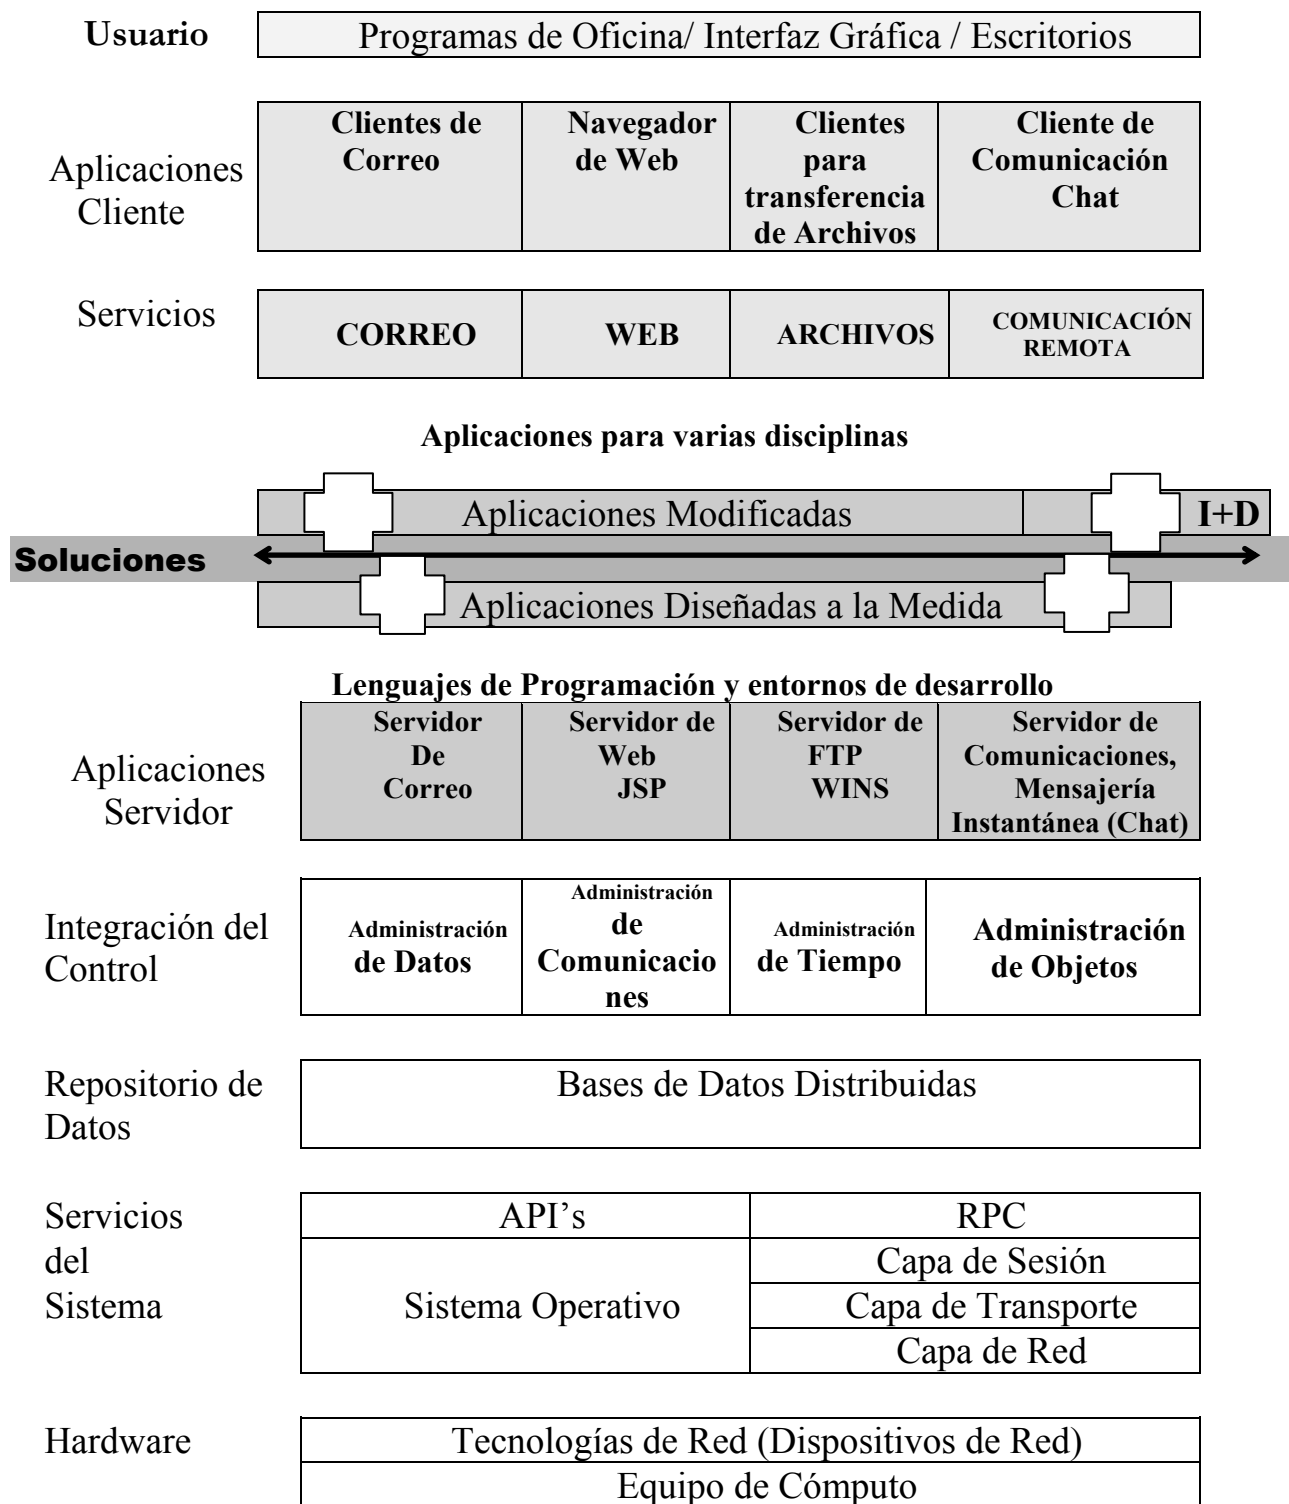 Usuario
Programas de Oficina/ Interfaz Gráfica / Escritorios
Aplicaciones
Cliente
Clientes de
Correo
Navegador
de Web
Clientes
para
transferencia
de Archivos
Cliente de
Comunicación
Chat
Servicios
CORREO
WEB
ARCHIVOS
COMUNICACIÓN
REMOTA
Aplicaciones para varias disciplinas
Aplicaciones Modificadas
I+D
Soluciones
Aplicaciones Diseñadas a la Medida
Lenguajes de Programación y entornos de desarrollo
Aplicaciones
Servidor
Servidor
De
Correo
Servidor de
Web
JSP
Servidor de
FTP
WINS
Servidor de
Comunicaciones,
Mensajería
Instantánea (Chat)
Integración del
Control
Administración
de Datos
Administración
de
Comunicacio
nes
Administración
de Tiempo
Administración
de Objetos
Repositorio de
Datos
Bases de Datos Distribuidas
Servicios
del
Sistema
API’s
Sistema Operativo
RPC
Capa de Sesión
Capa de Transporte
Capa de Red
Hardware
Tecnologías de Red (Dispositivos de Red)
Equipo de Cómputo